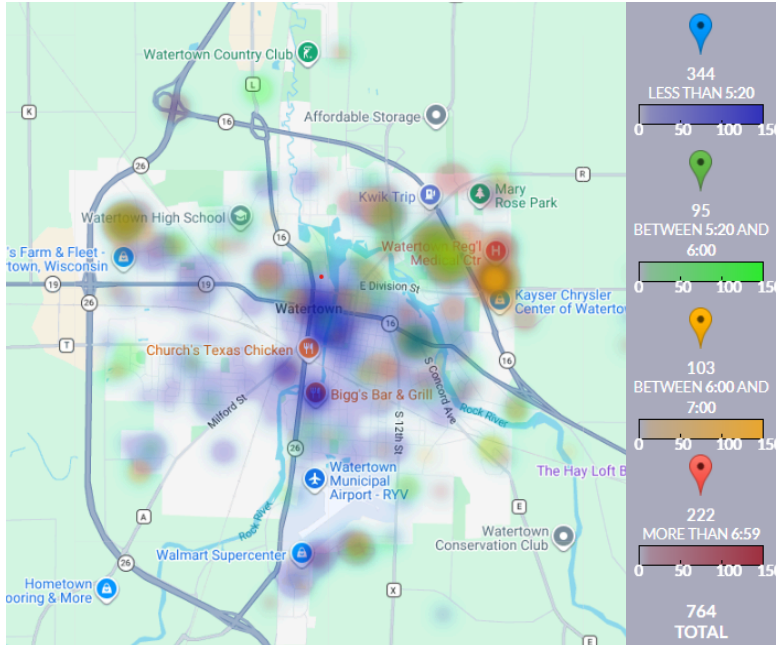 Watertown Country Club
L
K
16
Affordable Storage
26
R
Kwik Trip
Mary
Rose Park
Watertown High School
16
Watertown Reg'l
Medical Ctr
H
's Farm & Fleet -
rtown, Wisconsin
19
19
26
E Division St
Kayser Chrysler
Center of Watertow
Watertown
16
T
Church's Texas Chicken
16
S Concord Ave
Bigg's Bar & Grill
Milford St
S 12th St
Rock River
26
Watertown
Municipal
Airport - RYV
The Hay Loft B
E
A
Rock River
Watertown
Conservation Club
Walmart Supercenter
26
Hometown
ooring & More
X
E
344
LESS THAN 5:20
0 50 100 150
95
BETWEEN 5:20 AND
6:00
0 50 100 150
103
BETWEEN 6:00 AND
7:00
0 50 100 150
222
MORE THAN 6:59
0 50 100 150
764
TOTAL